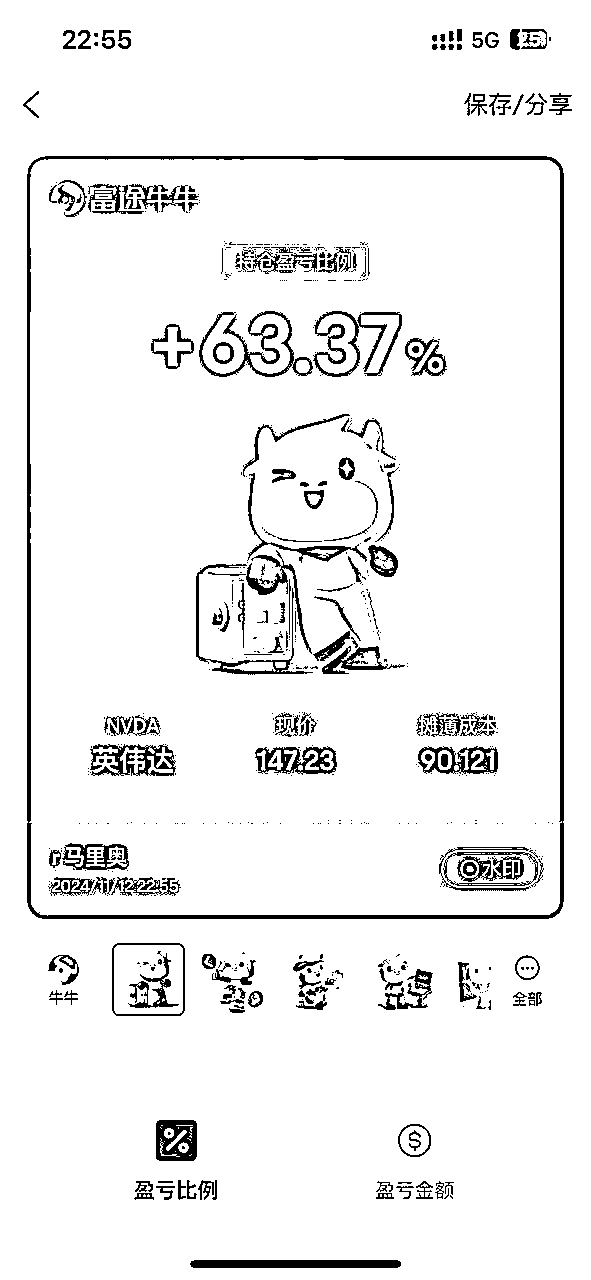 22:55 5G 25
保存/分享
富途牛牛
持仓盈亏比例
+63.37%
NVDA 现价 摊薄成本
英伟达 147.23 90.121
r马里奥 水印
2024/11/12 22:55
牛牛 全部
盈亏比例 盈亏金额